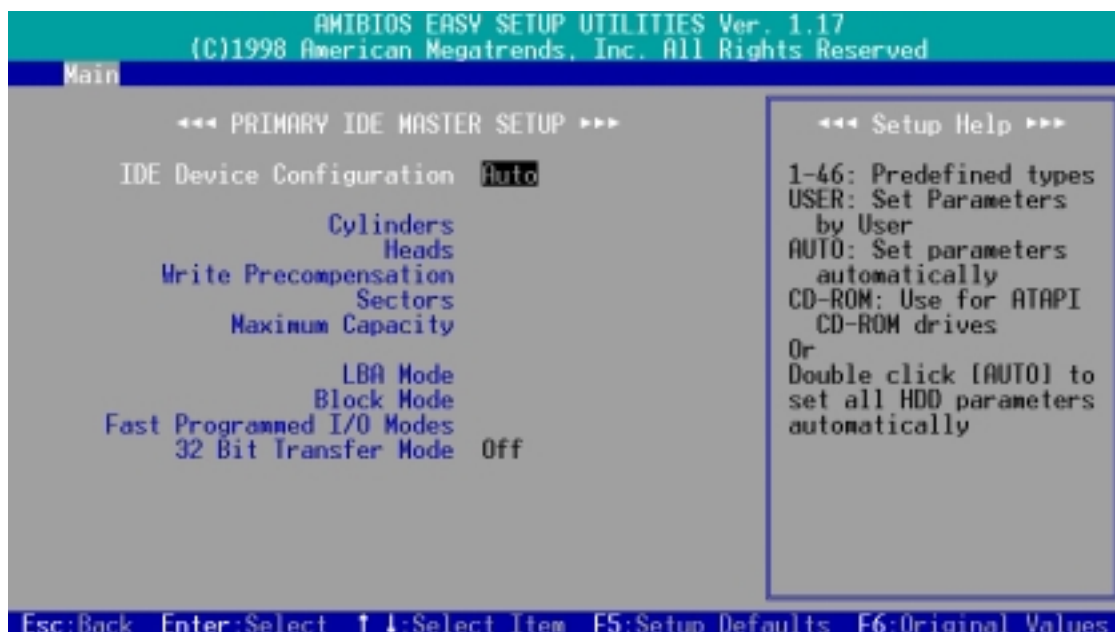 AMIBIOS EASY SETUP UTILITIES Ver. 1.17
(C)1998 American Megatrends, Inc. All Rights Reserved
Main
◄◄◄ PRIMARY IDE MASTER SETUP ►►►
IDE Device Configuration Auto
Cylinders
Heads
Write Precompensation
Sectors
Maximum Capacity
LBA Mode
Block Mode
Fast Programmed I/O Modes
32 Bit Transfer Mode Off
◄◄◄ Setup Help ►►►
1-46: Predefined types
USER: Set Parameters
by User
AUTO: Set parameters
automatically
CD-ROM: Use for ATAPI
CD-ROM drives
Or
Double click [AUTO] to
set all HDD parameters
automatically
Esc:Back Enter:Select ↑↓:Select Item F5:Setup Defaults F6:Original Values